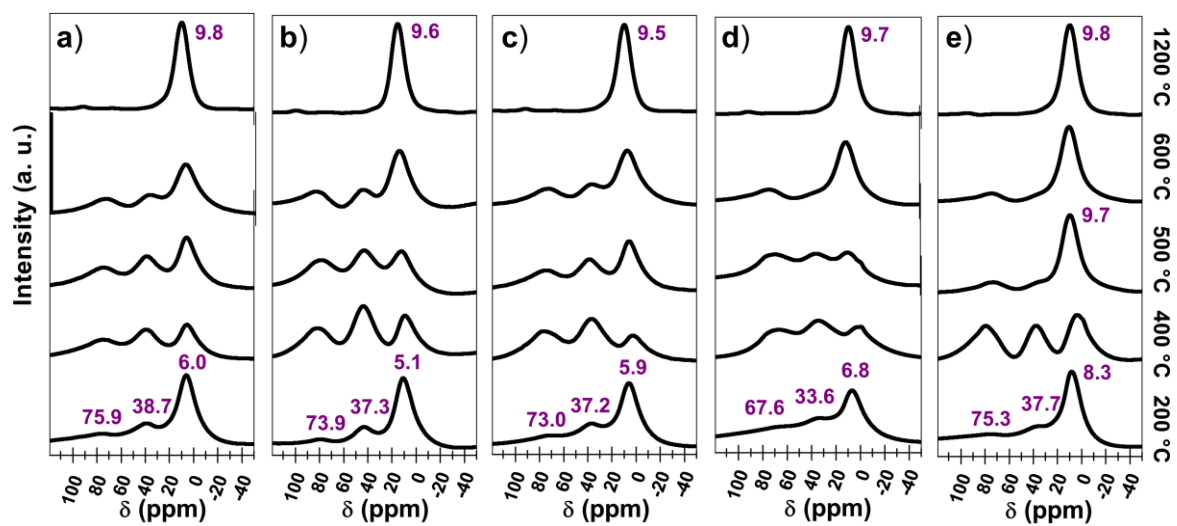 a)
9.8
b)
9.6
c)
9.5
d)
9.7
e)
9.8
1200 °C
600 °C
500 °C
400 °C
200 °C
Intensity (a. u.)
9.7
75.9 38.7 6.0
73.9 37.3 5.1
73.0 37.2 5.9
67.6 33.6 6.8
75.3 37.7 8.3
100 80 60 40 20 0 -20 -40
100 80 60 40 20 0 -20 -40
100 80 60 40 20 0 -20 -40
100 80 60 40 20 0 -20 -40
100 80 60 40 20 0 -20 -40
δ (ppm)
δ (ppm)
δ (ppm)
δ (ppm)
δ (ppm)